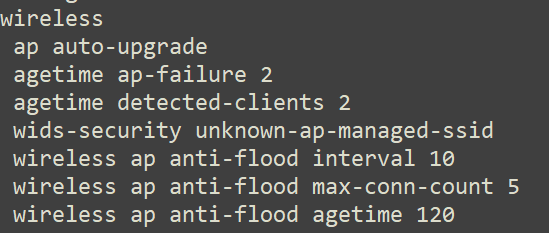 wireless
ap auto-upgrade
agetime ap-failure 2
agetime detected-clients 2
wids-security unknown-ap-managed-ssid
wireless ap anti-flood interval 10
wireless ap anti-flood max-conn-count 5
wireless ap anti-flood agetime 120